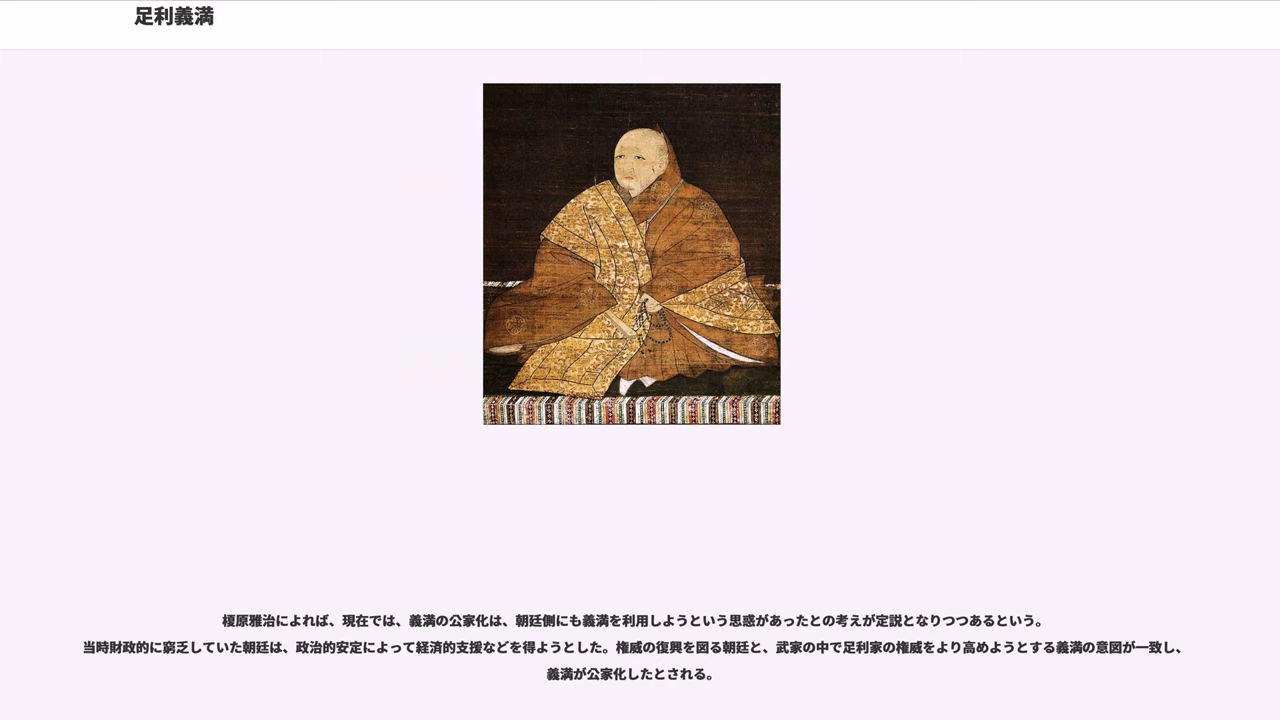 足利義満
榎原雅治によれば、現在では、義満の公家化は、朝廷側にも義満を利用しようという思惑があったとの考えが定説となりつつあるという。
当時財政的に窮乏していた朝廷は、政治的安定によって経済的支援などを得ようとした。権威の復興を図る朝廷と、武家の中で足利家の権威をより高めようとする義満の意図が一致し、
義満が公家化したとされる。